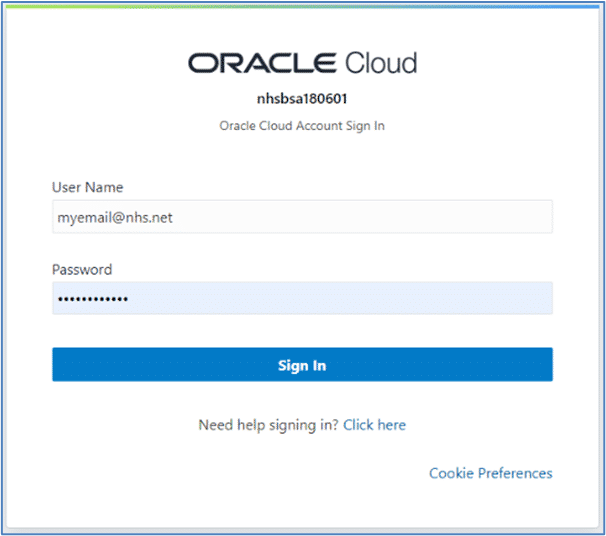 ORACLE Cloud
nhsbsa180601
Oracle Cloud Account Sign In
User Name
myemail@nhs.net
Password
••••••••••••
Sign In
Need help signing in? Click here
Cookie Preferences